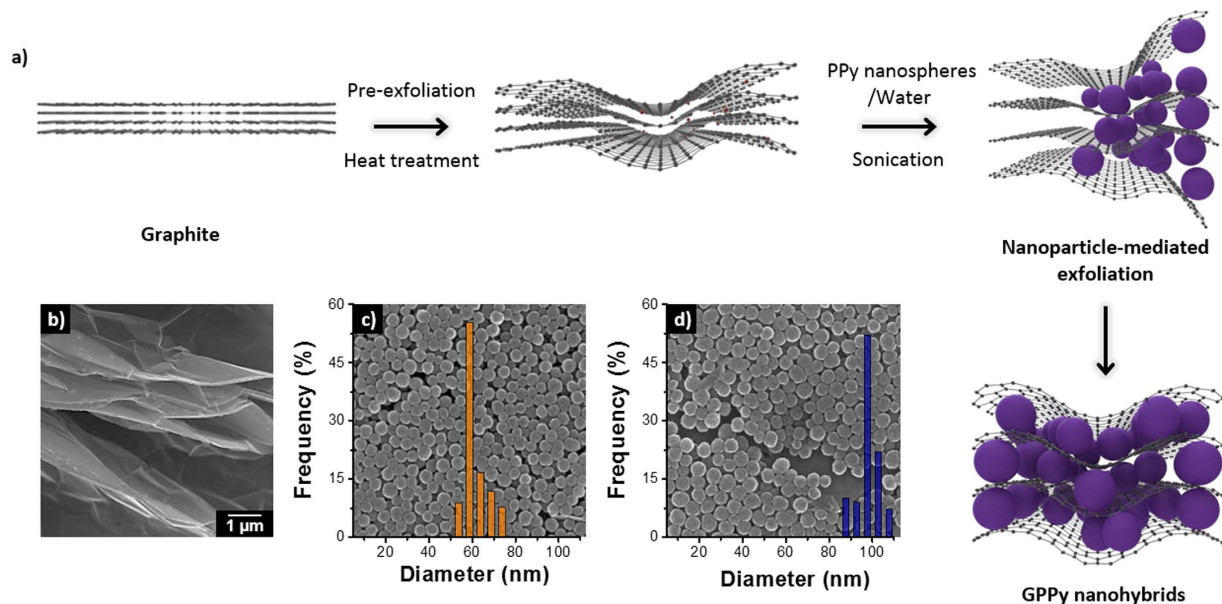 a)
Pre-exfoliation
Heat treatment
PPy nanospheres
/Water
Sonication
Graphite
Nanoparticle-mediated
exfoliation
b)
1 μm
c)
60
45
30
15
0
Frequency (%)
20 40 60 80 100
Diameter (nm)
d)
60
45
30
15
0
Frequency (%)
20 40 60 80 100
Diameter (nm)
GPPy nanohybrids